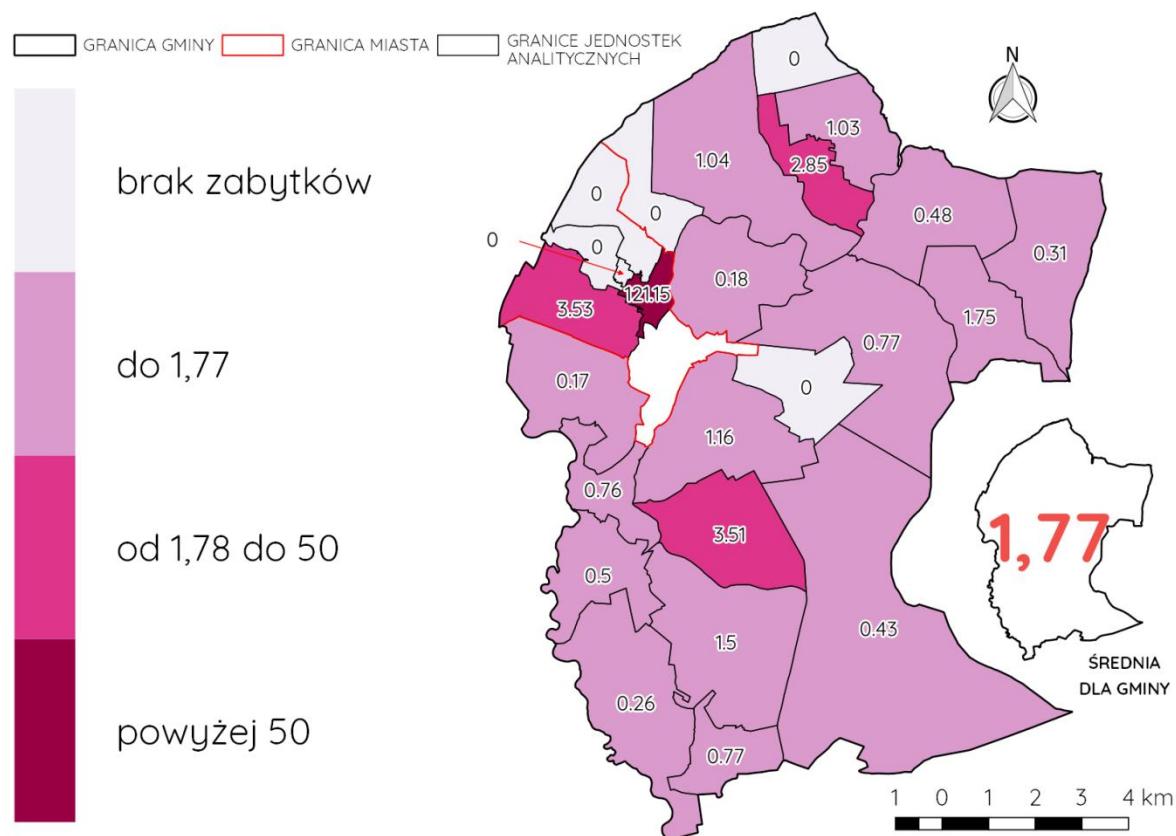 GRANICA GMINY
GRANICA MIASTA
GRANICE JEDNOSTEK
ANALITYCZNYCH
N
brak zabytków
do 1,77
od 1,78 do 50
powyżej 50
0
1.03
1.04
2.85
0
0
0.48
0
0
0.31
0.18
121.15
3.53
1.75
0.77
0.17
0
1.16
0.76
3.51
1,77
0.5
0.43
1.5
ŚREDNIA
DLA GMINY
0.26
0.77
1 0 1 2 3 4 km